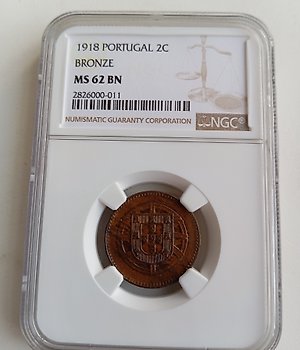 1918 PORTUGAL 2C
BRONZE
MS 62 BN
2826000-011
NUMISMATIC GUARANTY CORPORATION NGC